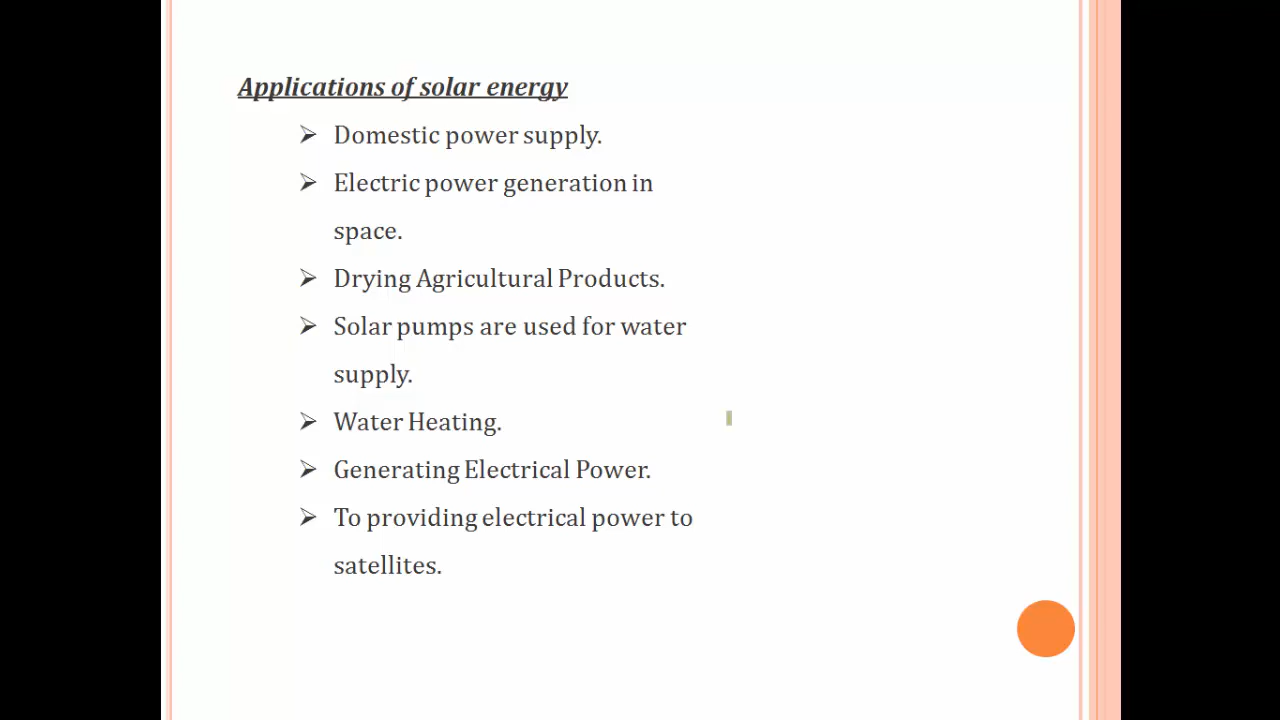 Applications of solar energy
➢ Domestic power supply.
➢ Electric power generation in
space.
➢ Drying Agricultural Products.
➢ Solar pumps are used for water
supply.
➢ Water Heating.
➢ Generating Electrical Power.
➢ To providing electrical power to
satellites.